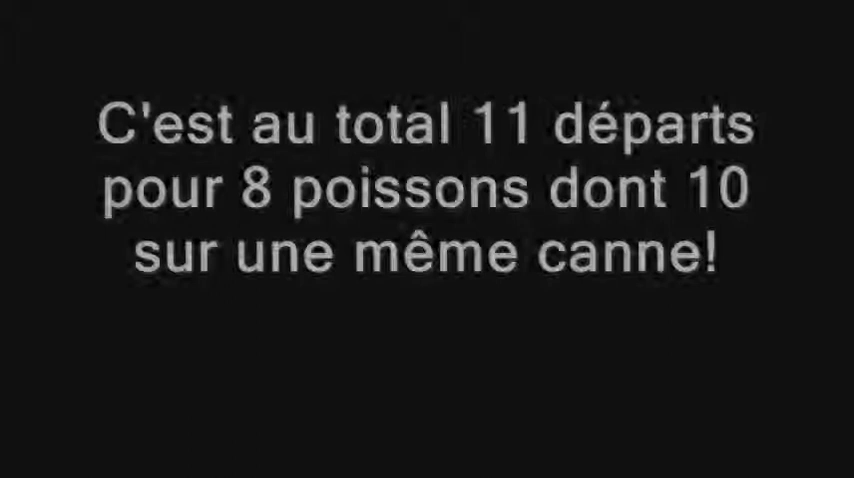 C'est au total 11 départs
pour 8 poissons dont 10
sur une même canne!